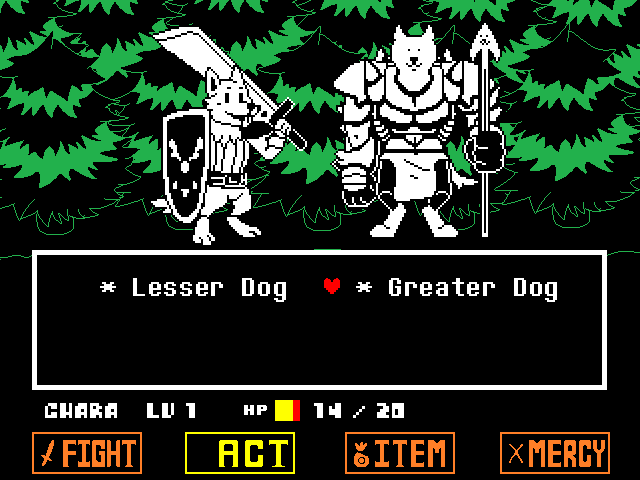 * Lesser Dog * Greater Dog
CHARA LV 1 HP 14 / 20
FIGHT ACT ITEM MERCY